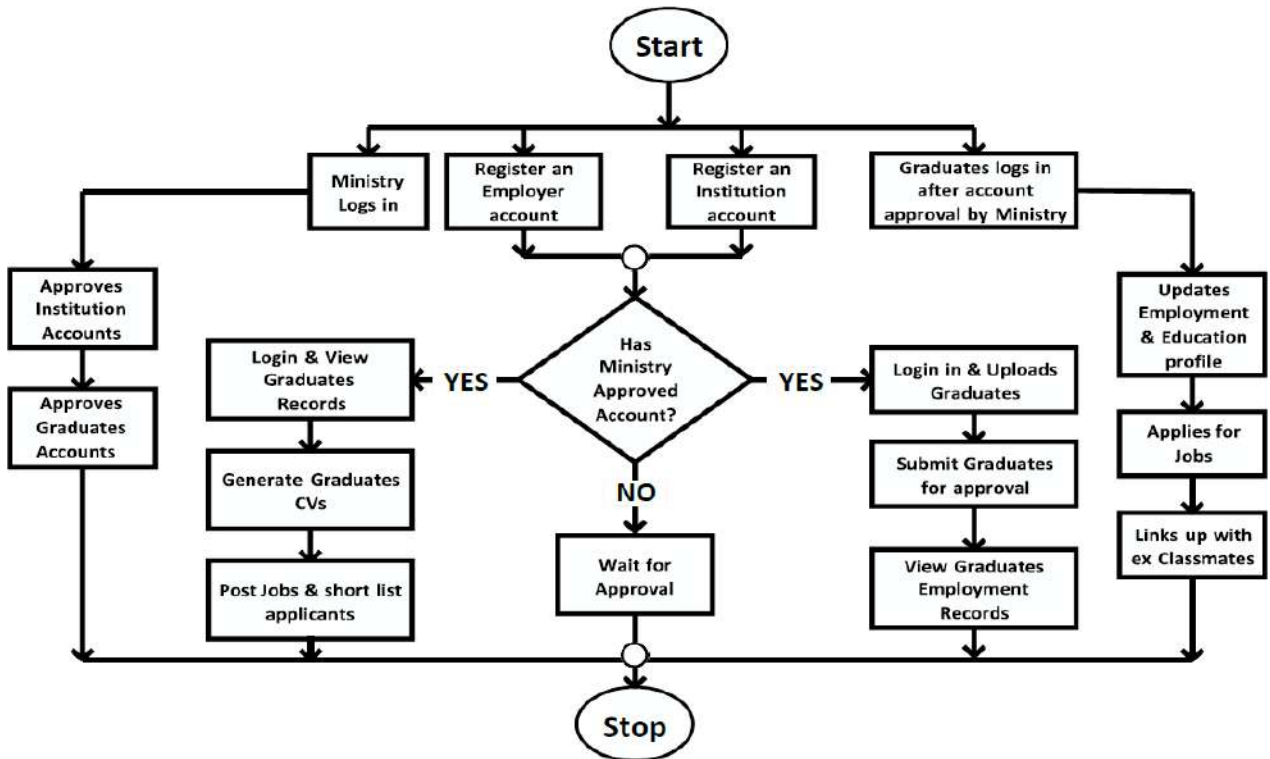 Start
Ministry
Logs in
Register an
Employer
account
Register an
Institution
account
Graduates logs in
after account
approval by Ministry
Approves
Institution
Accounts
Approves
Graduates
Accounts
Login & View
Graduates
Records
Generate Graduates
CVs
Post Jobs & short list
applicants
YES
Has
Ministry
Approved
Account?
YES
NO
Wait for
Approval
Login in & Uploads
Graduates
Submit Graduates
for approval
View Graduates
Employment
Records
Updates
Employment
& Education
profile
Applies for
Jobs
Links up with
ex Classmates
Stop